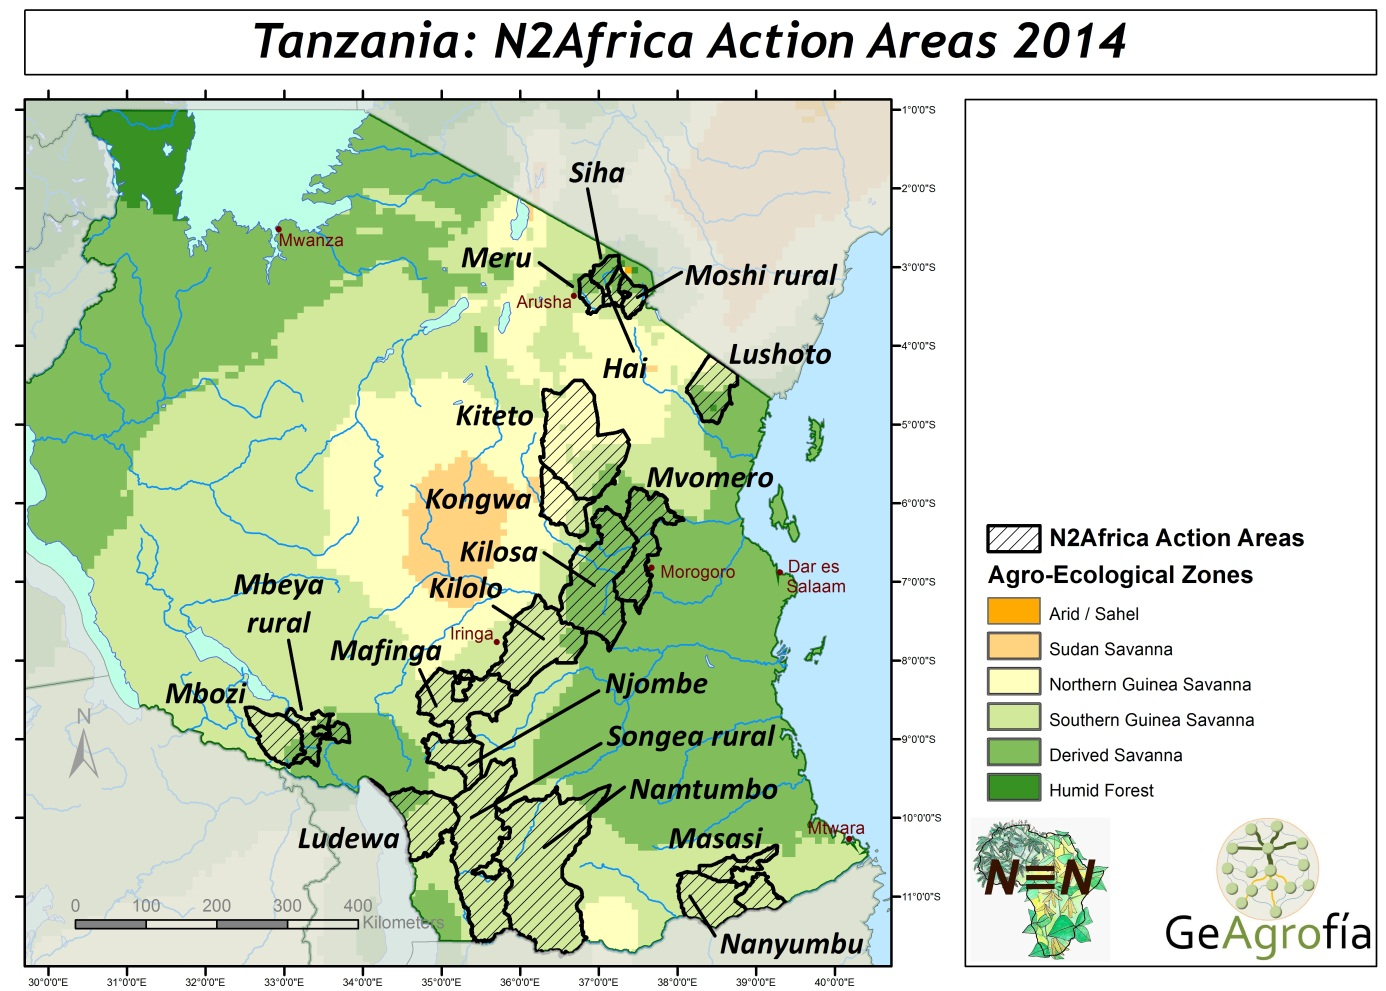 Tanzania: N2Africa Action Areas 2014
1°0'0"S
2°0'0"S
3°0'0"S
4°0'0"S
5°0'0"S
6°0'0"S
7°0'0"S
8°0'0"S
9°0'0"S
10°0'0"S
11°0'0"S
Siha
Mwanza
Meru
Moshi rural
Arusha
Hai
Lushoto
Kiteto
Mvomero
Kongwa
Kilosa
Morogoro
Dar es
Salaam
Mbeya
rural
Kilolo
Iringa
Mafinga
Mbozi
Njombe
N
Songea rural
Namtumbo
Ludewa
Masasi
Mtwara
Nanyumbu
0 100 200 300 400
Kilometers
30°0'0"E 31°0'0"E 32°0'0"E 33°0'0"E 34°0'0"E 35°0'0"E 36°0'0"E 37°0'0"E 38°0'0"E 39°0'0"E 40°0'0"E
N2Africa Action Areas
Agro-Ecological Zones
Arid / Sahel
Sudan Savanna
Northern Guinea Savanna
Southern Guinea Savanna
Derived Savanna
Humid Forest
N≡N
GeAgrofía